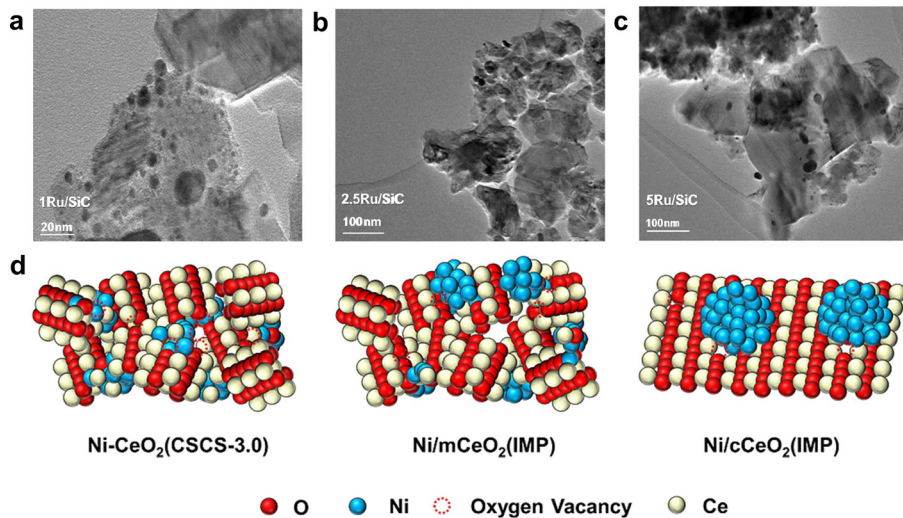 a
b
c
1Ru/SiC
20nm
2.5Ru/SiC
100nm
5Ru/SiC
100nm
d
Ni-CeO₂(CSCS-3.0)
Ni/mCeO₂(IMP)
Ni/cCeO₂(IMP)
O
Ni
Oxygen Vacancy
Ce